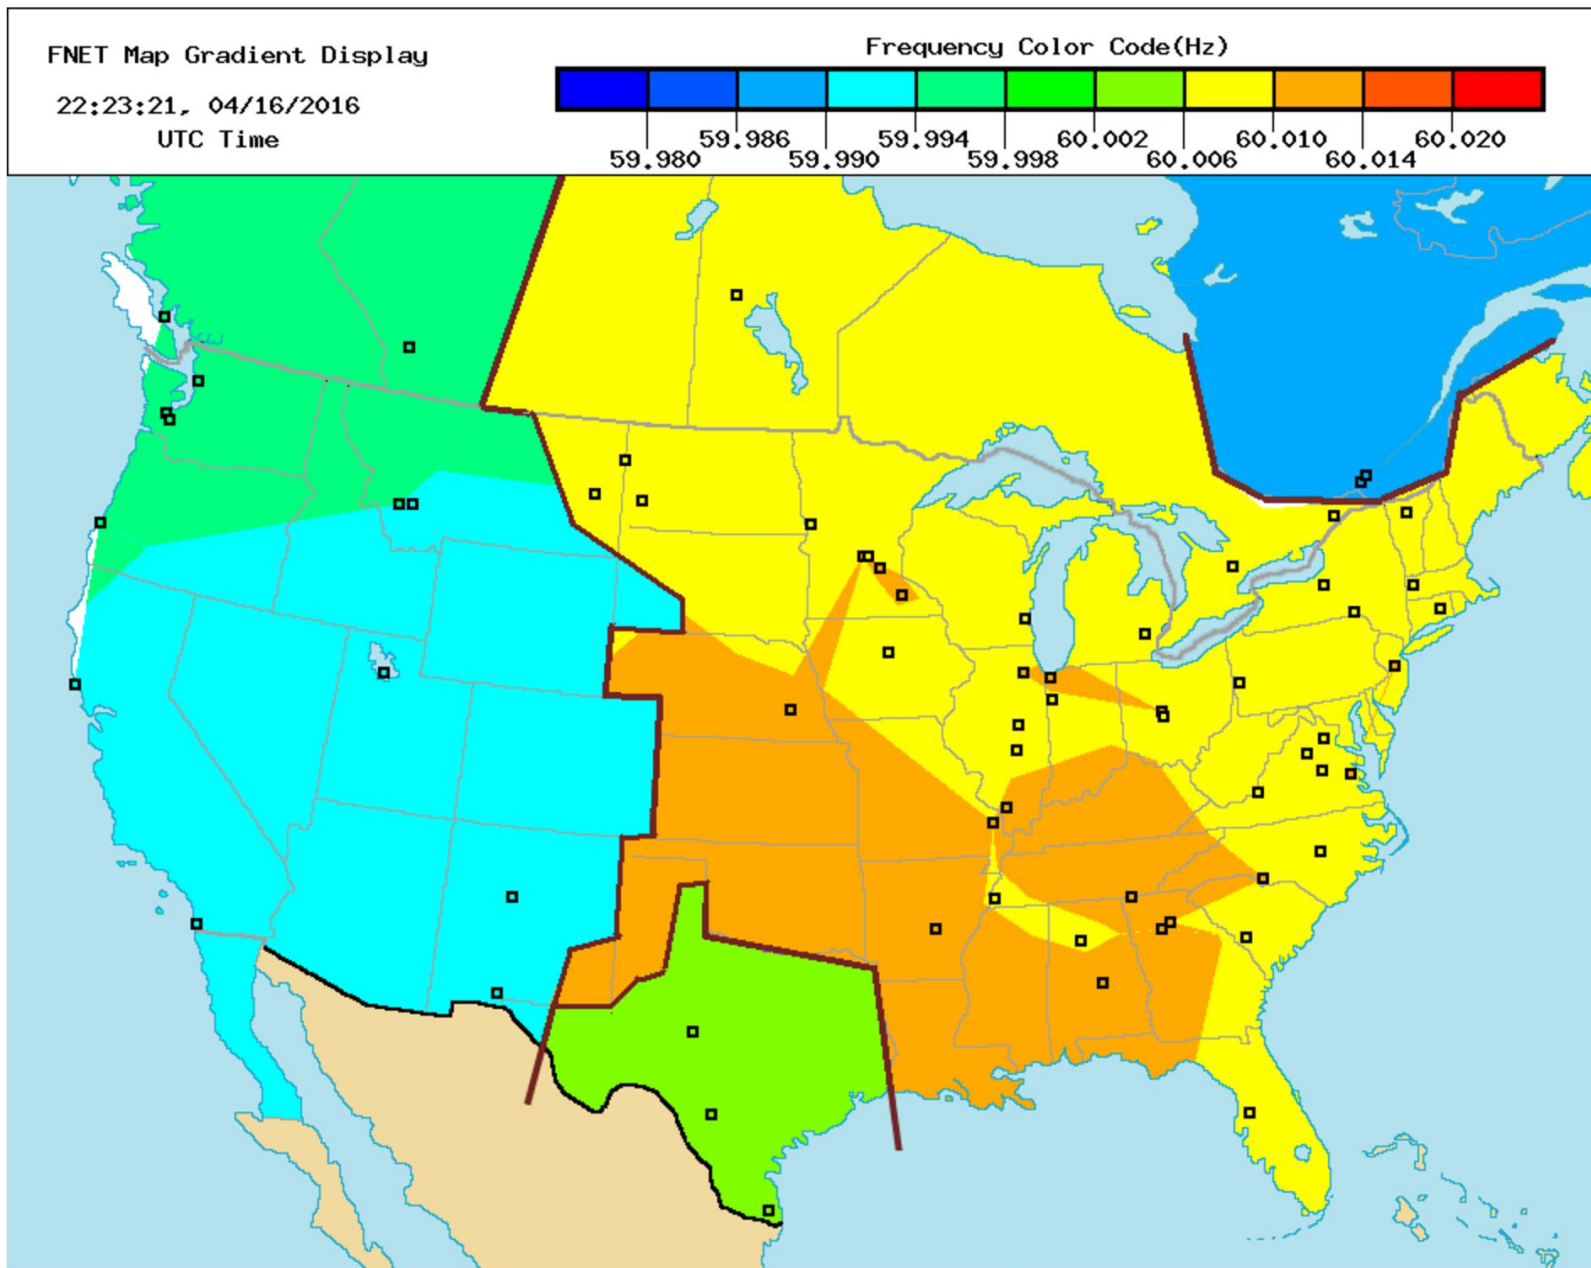 FNET Map Gradient Display
22:23:21, 04/16/2016
UTC Time
Frequency Color Code(Hz)
59.986 59.994 60.002 60.010 60.020
59.980 59.990 59.998 60.006 60.014